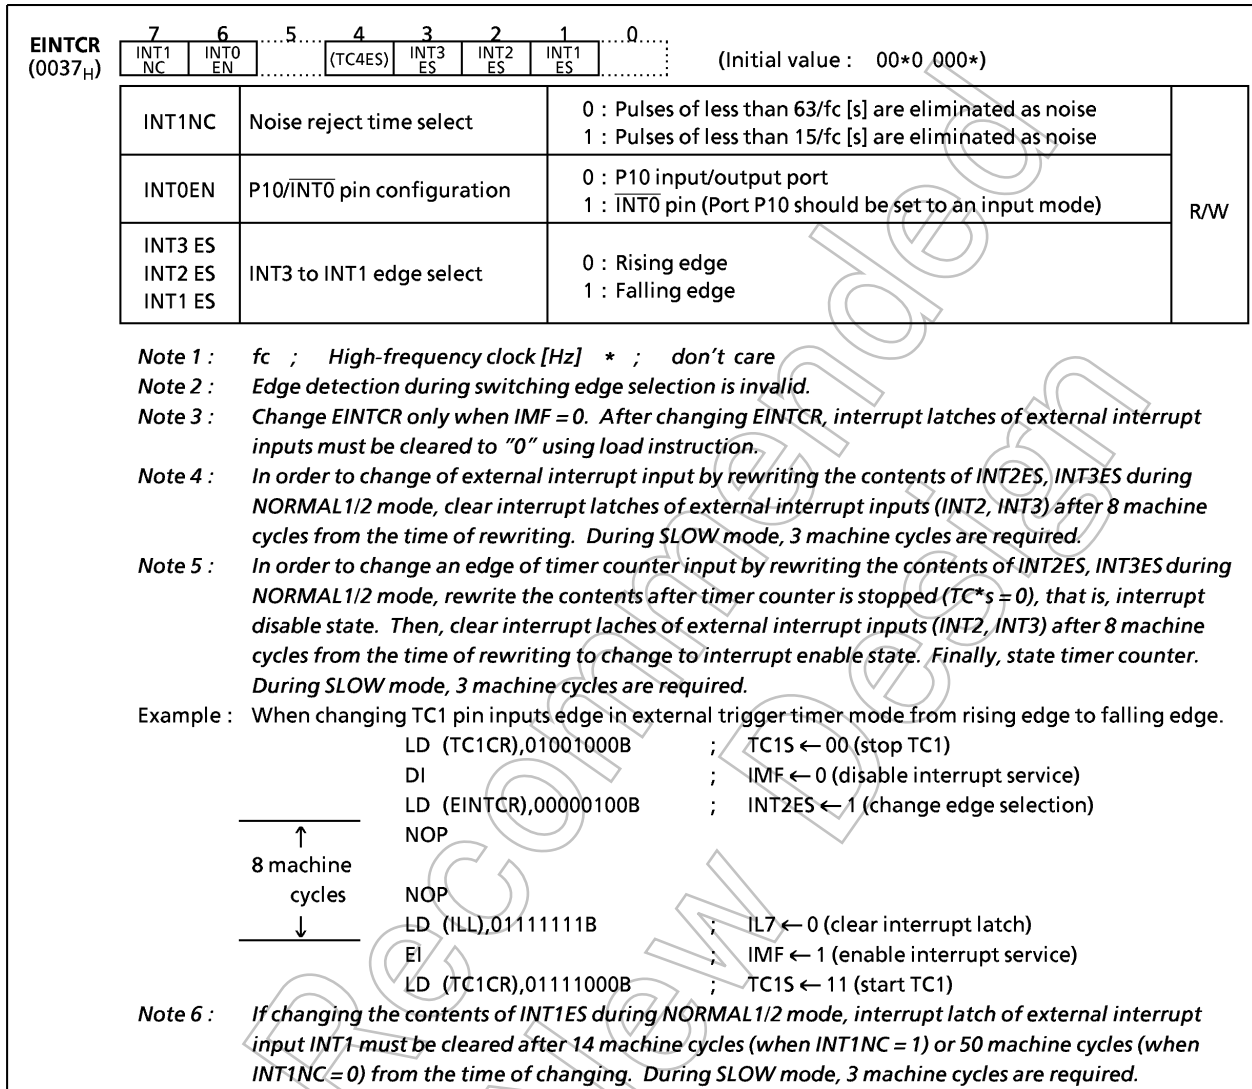 EINTCR
(0037H)
7 6 5 4 3 2 1 0
INT1 NC INT0 EN (TC4ES) INT3 ES INT2 ES INT1 ES
(Initial value : 00*0 000*)
INT1NC Noise reject time select
0 : Pulses of less than 63/fc [s] are eliminated as noise
1 : Pulses of less than 15/fc [s] are eliminated as noise
INT0EN P10/INT0 pin configuration
0 : P10 input/output port
1 : INT0 pin (Port P10 should be set to an input mode)
R/W
INT3 ES
INT2 ES
INT1 ES
INT3 to INT1 edge select
0 : Rising edge
1 : Falling edge
Note 1 : fc ; High-frequency clock [Hz] * ; don't care
Note 2 : Edge detection during switching edge selection is invalid.
Note 3 : Change EINTCR only when IMF = 0. After changing EINTCR, interrupt latches of external interrupt
inputs must be cleared to "0" using load instruction.
Note 4 : In order to change of external interrupt input by rewriting the contents of INT2ES, INT3ES during
NORMAL1/2 mode, clear interrupt latches of external interrupt inputs (INT2, INT3) after 8 machine
cycles from the time of rewriting. During SLOW mode, 3 machine cycles are required.
Note 5 : In order to change an edge of timer counter input by rewriting the contents of INT2ES, INT3ES during
NORMAL1/2 mode, rewrite the contents after timer counter is stopped (TC*s = 0), that is, interrupt
disable state. Then, clear interrupt laches of external interrupt inputs (INT2, INT3) after 8 machine
cycles from the time of rewriting to change to interrupt enable state. Finally, state timer counter.
During SLOW mode, 3 machine cycles are required.
Example : When changing TC1 pin inputs edge in external trigger timer mode from rising edge to falling edge.
LD (TC1CR),01001000B ; TC1S ← 00 (stop TC1)
DI ; IMF ← 0 (disable interrupt service)
LD (EINTCR),00000100B ; INT2ES ← 1 (change edge selection)
↑ NOP
8 machine
cycles NOP
↓ LD (ILL),01111111B ; IL7 ← 0 (clear interrupt latch)
EI ; IMF ← 1 (enable interrupt service)
LD (TC1CR),01111000B ; TC1S ← 11 (start TC1)
Note 6 : If changing the contents of INT1ES during NORMAL1/2 mode, interrupt latch of external interrupt
input INT1 must be cleared after 14 machine cycles (when INT1NC = 1) or 50 machine cycles (when
INT1NC = 0) from the time of changing. During SLOW mode, 3 machine cycles are required.
Recommended
New Design